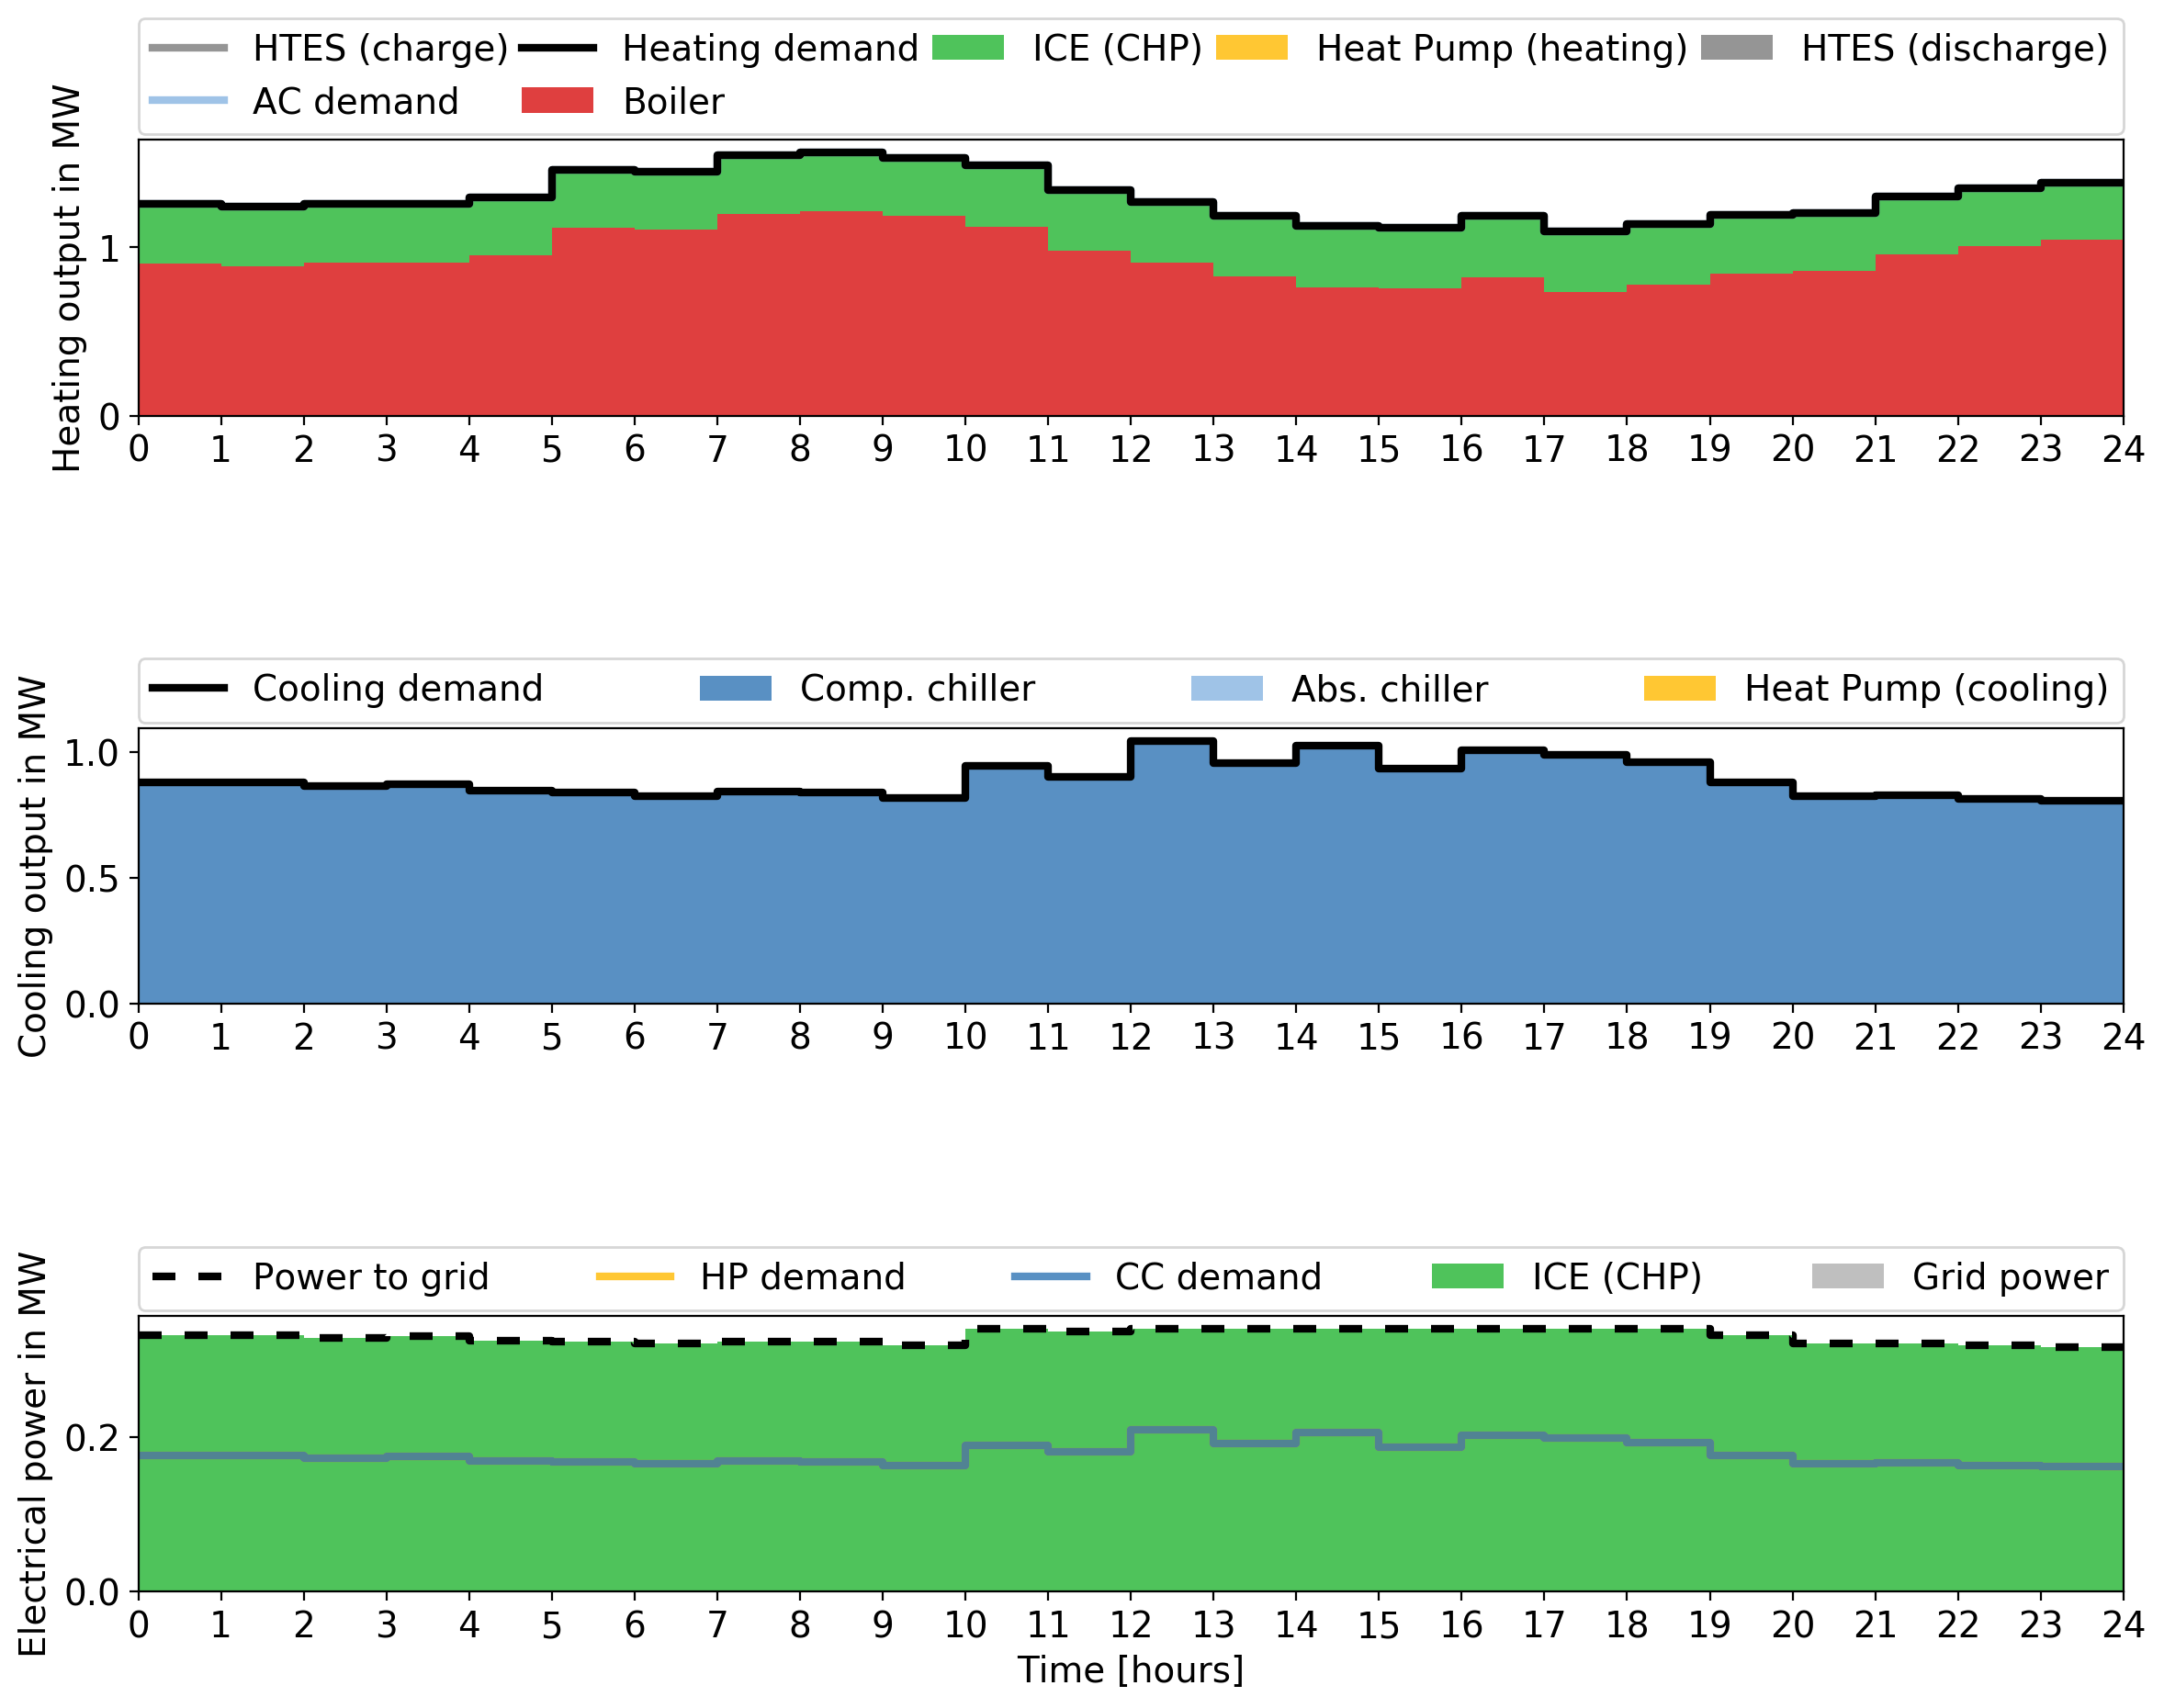 HTES (charge) Heating demand ICE (CHP) Heat Pump (heating) HTES (discharge)
AC demand Boiler
Heating output in MW
1
0
0 1 2 3 4 5 6 7 8 9 10 11 12 13 14 15 16 17 18 19 20 21 22 23 24
Cooling demand Comp. chiller Abs. chiller Heat Pump (cooling)
Cooling output in MW
1.0
0.5
0.0
0 1 2 3 4 5 6 7 8 9 10 11 12 13 14 15 16 17 18 19 20 21 22 23 24
Power to grid HP demand CC demand ICE (CHP) Grid power
Electrical power in MW
0.2
0.0
0 1 2 3 4 5 6 7 8 9 10 11 12 13 14 15 16 17 18 19 20 21 22 23 24
Time [hours]